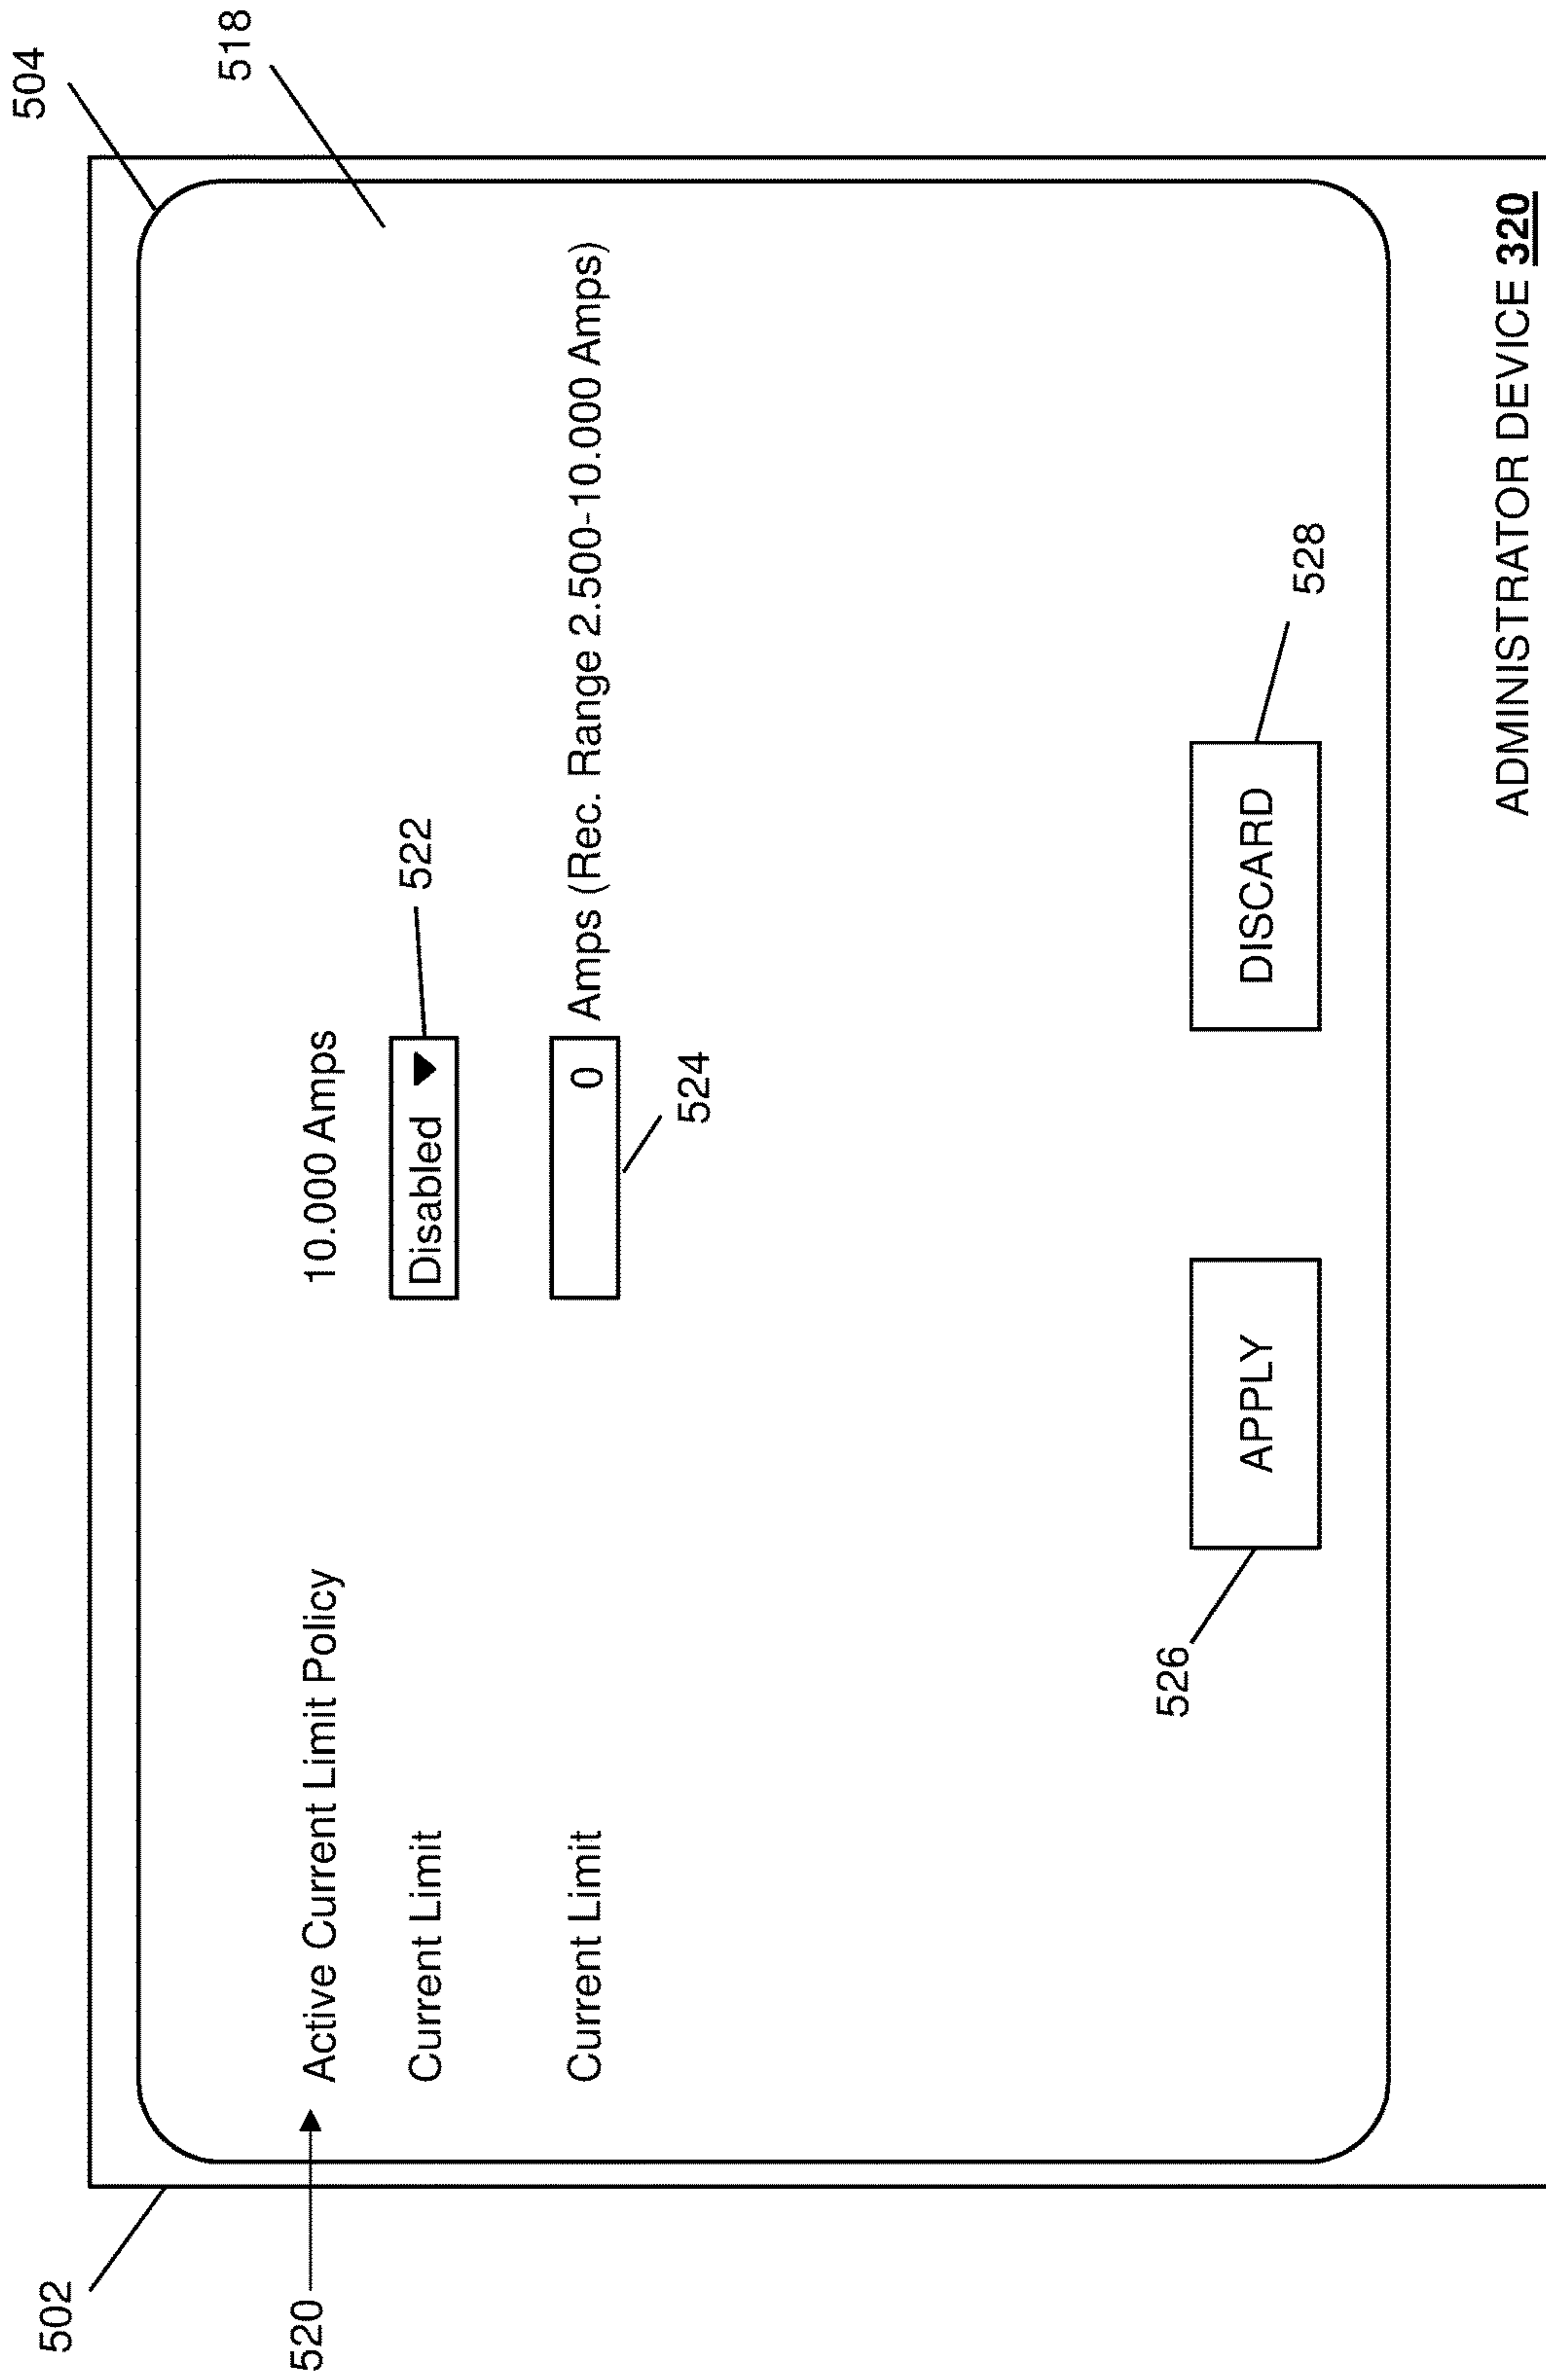 504
518
502
520
Active Current Limit Policy 10.000 Amps
522
Current Limit Disabled
Current Limit 0 Amps (Rec. Range 2.500-10.000 Amps)
524
526
528
APPLY DISCARD
ADMINISTRATOR DEVICE 320